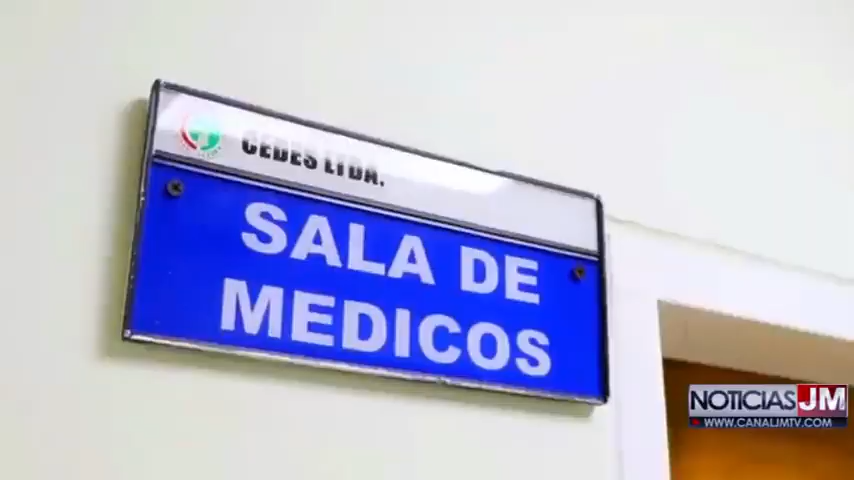 CEDES LTDA.
SALA DE
MEDICOS
NOTICIAS JM
WWW.CANALJMTV.COM